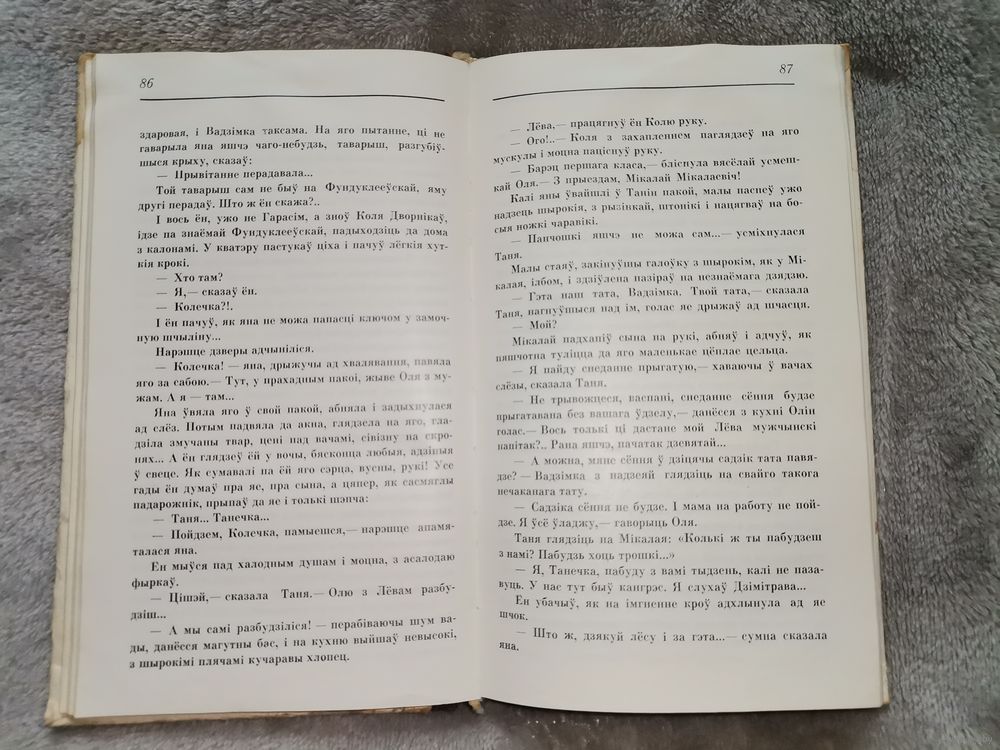 86
здаровая, і Вадзімка таксама. На яго пытанне, ці не
гаварыла яна яшчэ чаго-небудзь, таварыш, разгубіў-
шыся крыху, сказаў:
— Прывітанне перадавала...
Той таварыш сам не быў на Фундуклееўскай, яму
другі перадаў. Што ж ён скажа?..
І вось ён, ужо не Гарасім, а зноў Коля Дворнікаў,
ідзе па знаёмай Фундуклееўскай, падыходзіць да дома
з калонамі. У кватэру пастукаў ціха і пачуў лёгкія хут-
кія крокі.
— Хто там?
— Я,— сказаў ён.
— Колечка?!.
І ён пачуў, як яна не можа папасці ключом у замоч-
ную шчыліну...
Нарэшце дзверы адчыніліся.
— Колечка! — яна, дрыжучы ад хвалявання, павяла
яго за сабою.— Тут, у прахадным пакоі, жыве Оля з му-
жам. А я — там...
Яна ўвяла яго ў свой пакой, абняла і задыхнулася
ад слёз. Потым падвяла да акна, глядзела на яго, гла-
дзіла змучаны твар, цені пад вачамі, сівізну на скро-
нях... А ён глядзеў ёй у вочы, бясконца любыя, адзіныя
ў свеце. Як сумавалі па ёй яго сэрца, вусны, рукі! Усе
гады ён думаў пра яе, пра сына, а цяпер, як сасмяглы
падарожнік, прыпаў да яе і толькі шэпча:
— Таня... Танечка...
— Пойдзем, Колечка, памыешся,— нарэшце апамя-
талася яна.
Ён мыўся пад халодным душам і моцна, з асалодаю
фыркаў.
— Цішэй,— сказала Таня.— Олю з Лёвам разбу-
дзіш...
— А мы самі разбудзіліся! — перабіваючы шум ва-
ды, данёсся магутны бас, і на кухню выйшаў невысокі,
з шырокімі плячамі кучаравы хлопец.
87
— Лёва,— працягнуў ён Колю руку.
— Ого!..— Коля з захапленнем паглядзеў на яго
мускулы і моцна паціснуў руку.
— Барэц першага класа,— бліснула вясёлай усмеш-
кай Оля.— З прыездам, Мікалай Мікалаевіч!
Калі яны ўвайшлі ў Танін пакой, малы паспеў ужо
надзець шырокія, з рызінкай, штонікі і нацягваў на бо-
сыя ножкі чаравікі.
— Панчошкі яшчэ не можа сам...— усміхнулася
Таня.
Малы стаяў, закінуўшы галоўку з шырокім, як у Мі-
калая, ілбом, і здзіўлена пазіраў на незнаёмага дзядзю.
— Гэта наш тата, Вадзімка. Твой тата,— сказала
Таня, нагнуўшыся над ім, голас яе дрыжаў ад шчасця.
— Мой?
Мікалай падхапіў сына на рукі, абняў і адчуў, як
пяшчотна туліцца да яго маленькае цёплае цельца.
— Я пайду снеданне прыгатую,— хаваючы ў вачах
слёзы, сказала Таня.
— Не трывожцеся, васпані, снеданне сёння будзе
прыгатавана без вашага ўдзелу,— данёсся з кухні Олін
голас.— Вось толькі ці дастане мой Лёва мужчынскі
напітак?.. Рана яшчэ, пачатак дзевятай...
— А можна, мяне сёння ў дзіцячы садзік тата павя-
дзе? — Вадзімка з надзеяй глядзіць на свайго такога
нечаканага тату.
— Садзіка сёння не будзе. І мама на работу не пой-
дзе. Я ўсё ўладжу,— гаворыць Оля.
Таня глядзіць на Мікалая: «Колькі ж ты пабудзеш
з намі? Пабудзь хоць трошкі...»
— Я, Танечка, пабуду з вамі тыдзень, калі не паза-
вуць. У нас тут быў кангрэс. Я слухаў Дзімітрава...
Ён убачыў, як на імгненне кроў адхлынула ад яе
шчок.
— Што ж, дзякуй лёсу і за гэта...— сумна сказала
яна.